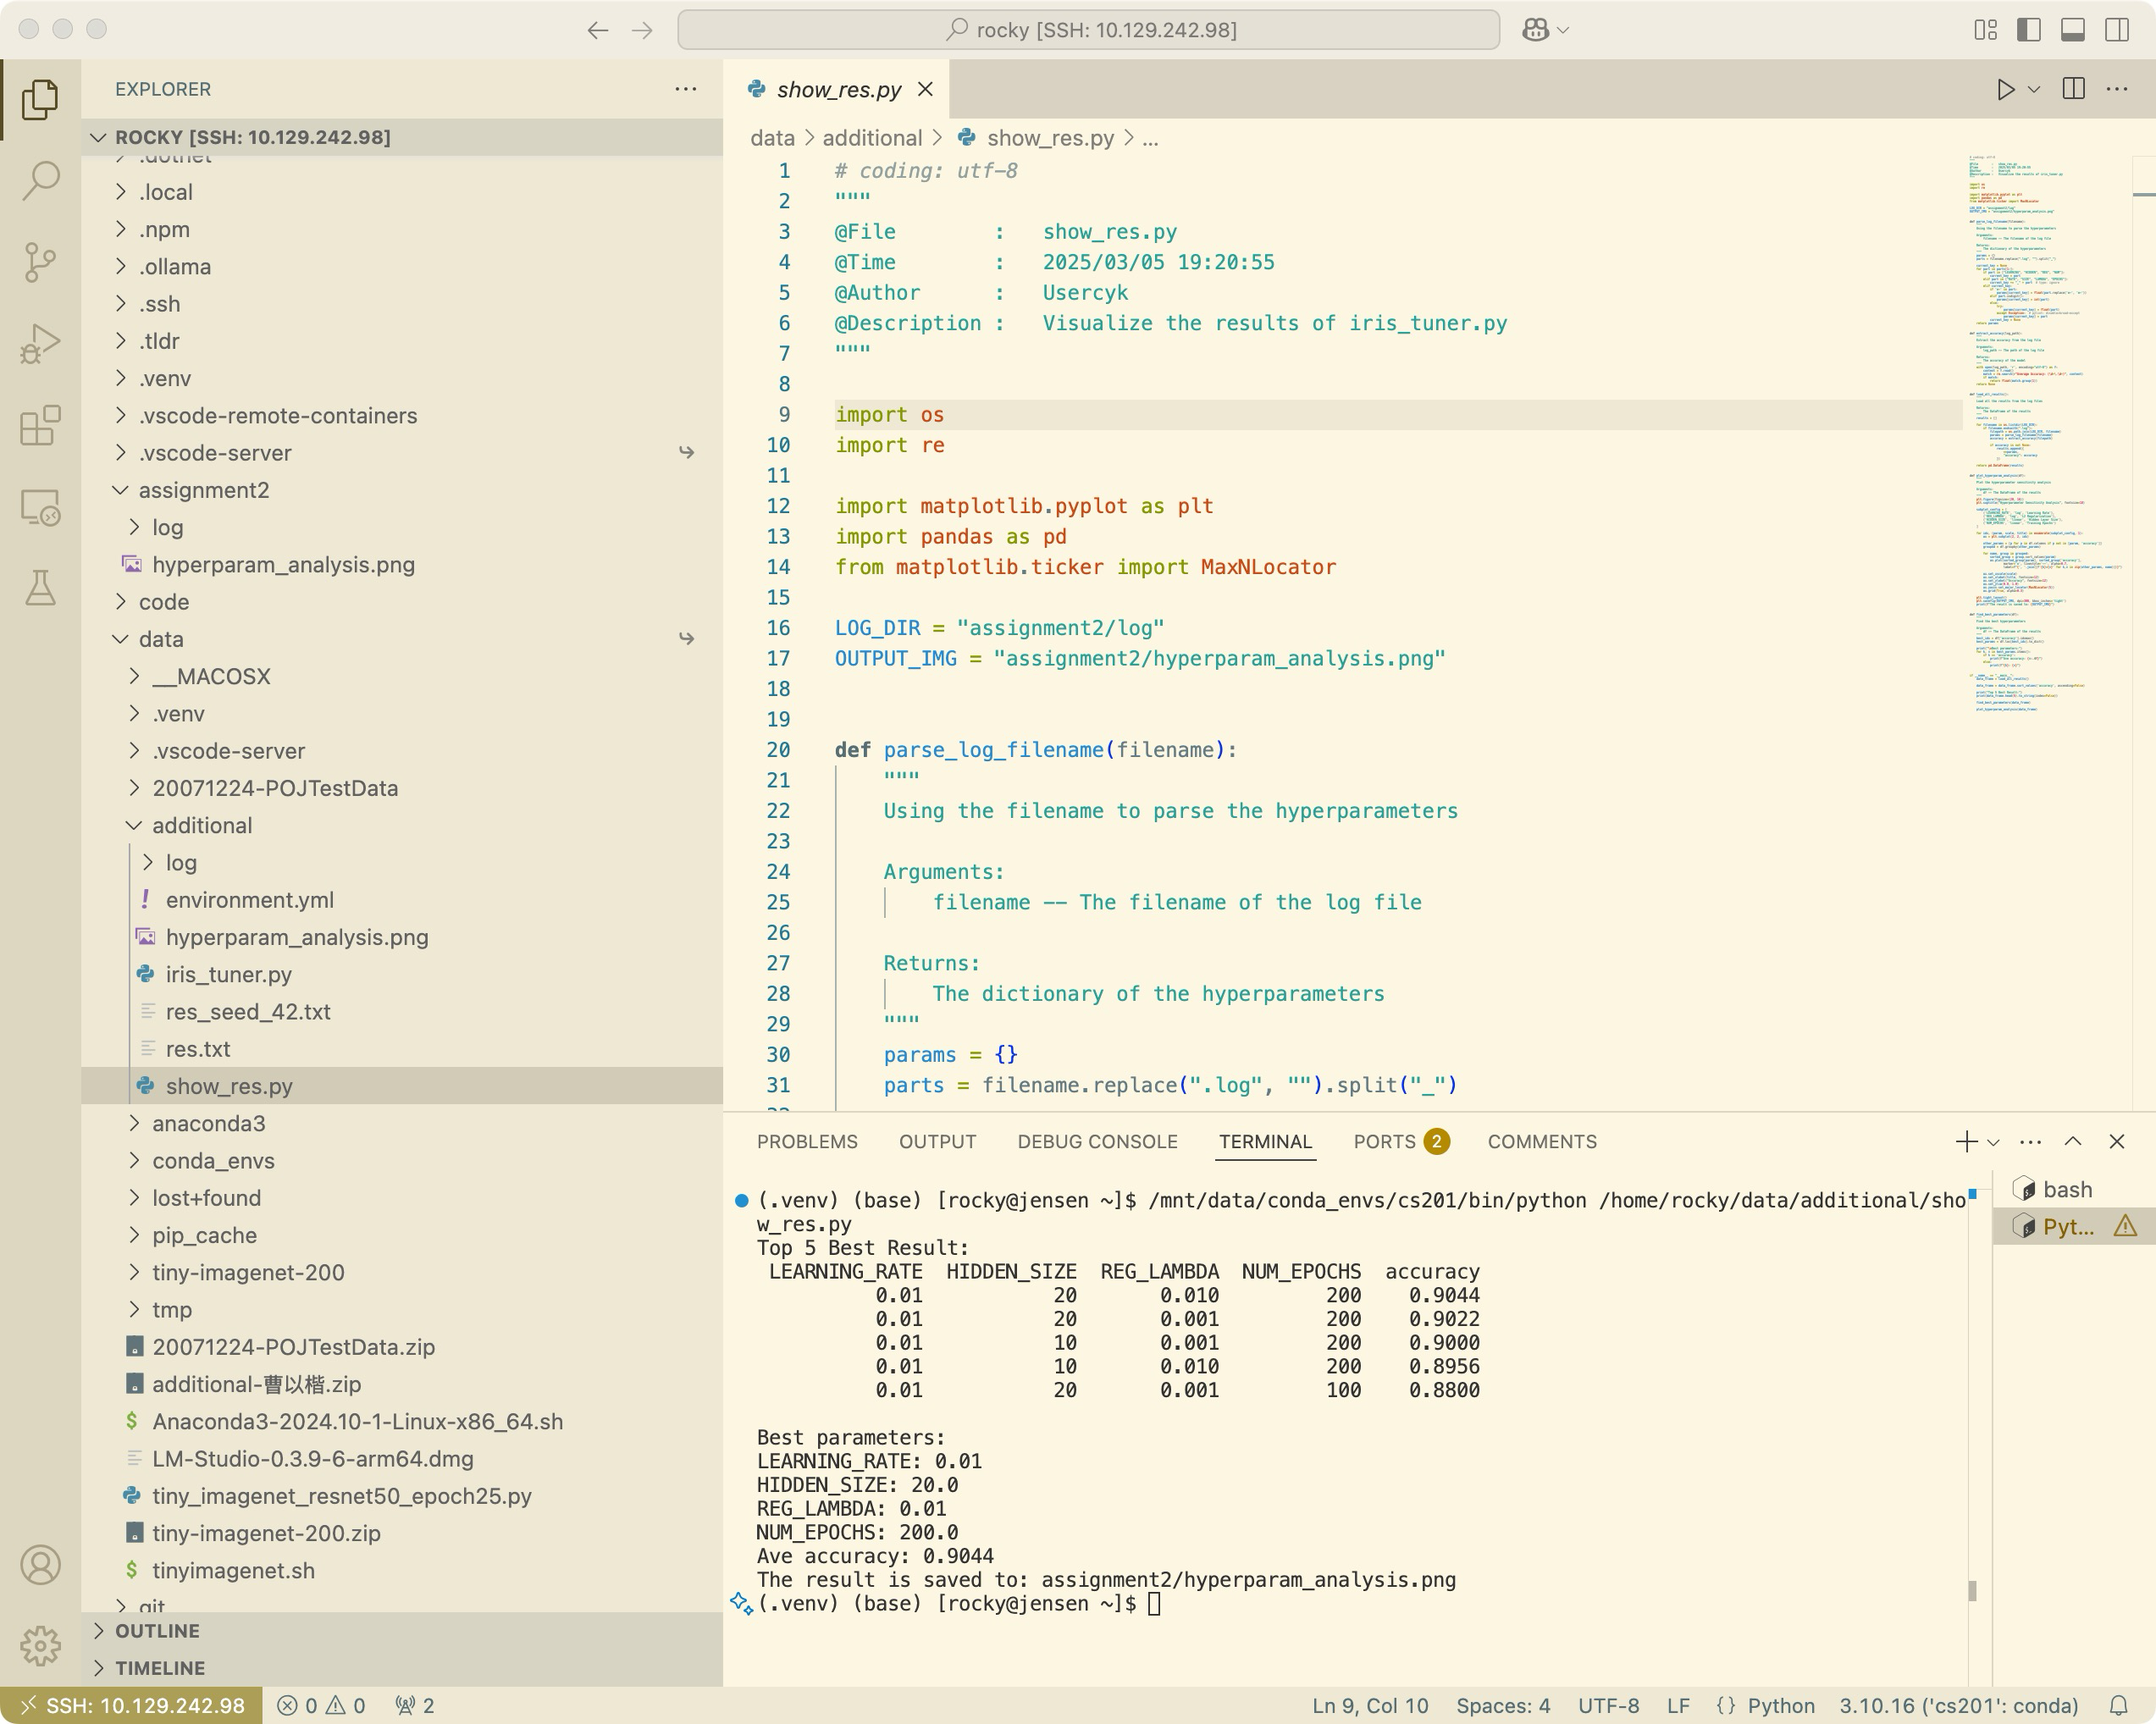 rocky [SSH: 10.129.242.98]
EXPLORER
ROCKY [SSH: 10.129.242.98]
.dotnet
.local
.npm
.ollama
.ssh
.tldr
.venv
.vscode-remote-containers
.vscode-server
assignment2
log
hyperparam_analysis.png
code
data
__MACOSX
.venv
.vscode-server
20071224-POJTestData
additional
log
environment.yml
hyperparam_analysis.png
iris_tuner.py
res_seed_42.txt
res.txt
show_res.py
anaconda3
conda_envs
lost+found
pip_cache
tiny-imagenet-200
tmp
20071224-POJTestData.zip
additional-曹以楷.zip
Anaconda3-2024.10-1-Linux-x86_64.sh
LM-Studio-0.3.9-6-arm64.dmg
tiny_imagenet_resnet50_epoch25.py
tiny-imagenet-200.zip
tinyimagenet.sh
git
OUTLINE
TIMELINE
show_res.py
data > additional > show_res.py > ...
1 # coding: utf-8
2 """
3 @File        :   show_res.py
4 @Time        :   2025/03/05 19:20:55
5 @Author      :   Usercyk
6 @Description :   Visualize the results of iris_tuner.py
7 """
8
9 import os
10 import re
11
12 import matplotlib.pyplot as plt
13 import pandas as pd
14 from matplotlib.ticker import MaxNLocator
15
16 LOG_DIR = "assignment2/log"
17 OUTPUT_IMG = "assignment2/hyperparam_analysis.png"
18
19
20 def parse_log_filename(filename):
21     """
22     Using the filename to parse the hyperparameters
23
24     Arguments:
25         filename -- The filename of the log file
26
27     Returns:
28         The dictionary of the hyperparameters
29     """
30     params = {}
31     parts = filename.replace(".log", "").split("_")
PROBLEMS OUTPUT DEBUG CONSOLE TERMINAL PORTS 2 COMMENTS
(.venv) (base) [rocky@jensen ~]$ /mnt/data/conda_envs/cs201/bin/python /home/rocky/data/additional/sho
w_res.py
Top 5 Best Result:
LEARNING_RATE  HIDDEN_SIZE  REG_LAMBDA  NUM_EPOCHS  accuracy
0.01  20  0.010  200  0.9044
0.01  20  0.001  200  0.9022
0.01  10  0.001  200  0.9000
0.01  10  0.010  200  0.8956
0.01  20  0.001  100  0.8800
Best parameters:
LEARNING_RATE: 0.01
HIDDEN_SIZE: 20.0
REG_LAMBDA: 0.01
NUM_EPOCHS: 200.0
Ave accuracy: 0.9044
The result is saved to: assignment2/hyperparam_analysis.png
(.venv) (base) [rocky@jensen ~]$
bash
Pyt...
SSH: 10.129.242.98 0 0 2 Ln 9, Col 10 Spaces: 4 UTF-8 LF {} Python 3.10.16 ('cs201': conda)